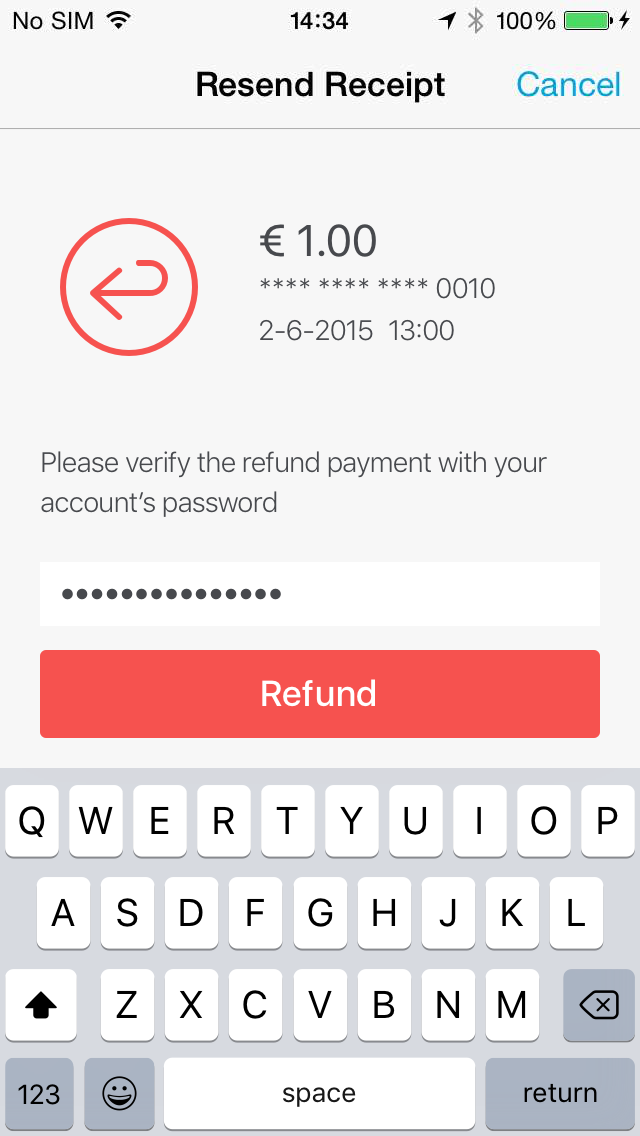 No SIM 14:34 100%
Resend Receipt Cancel
€ 1.00
**** **** **** 0010
2-6-2015 13:00
Please verify the refund payment with your
account's password
•••••••••••••••
Refund
Q W E R T Y U I O P
A S D F G H J K L
Z X C V B N M
123 space return